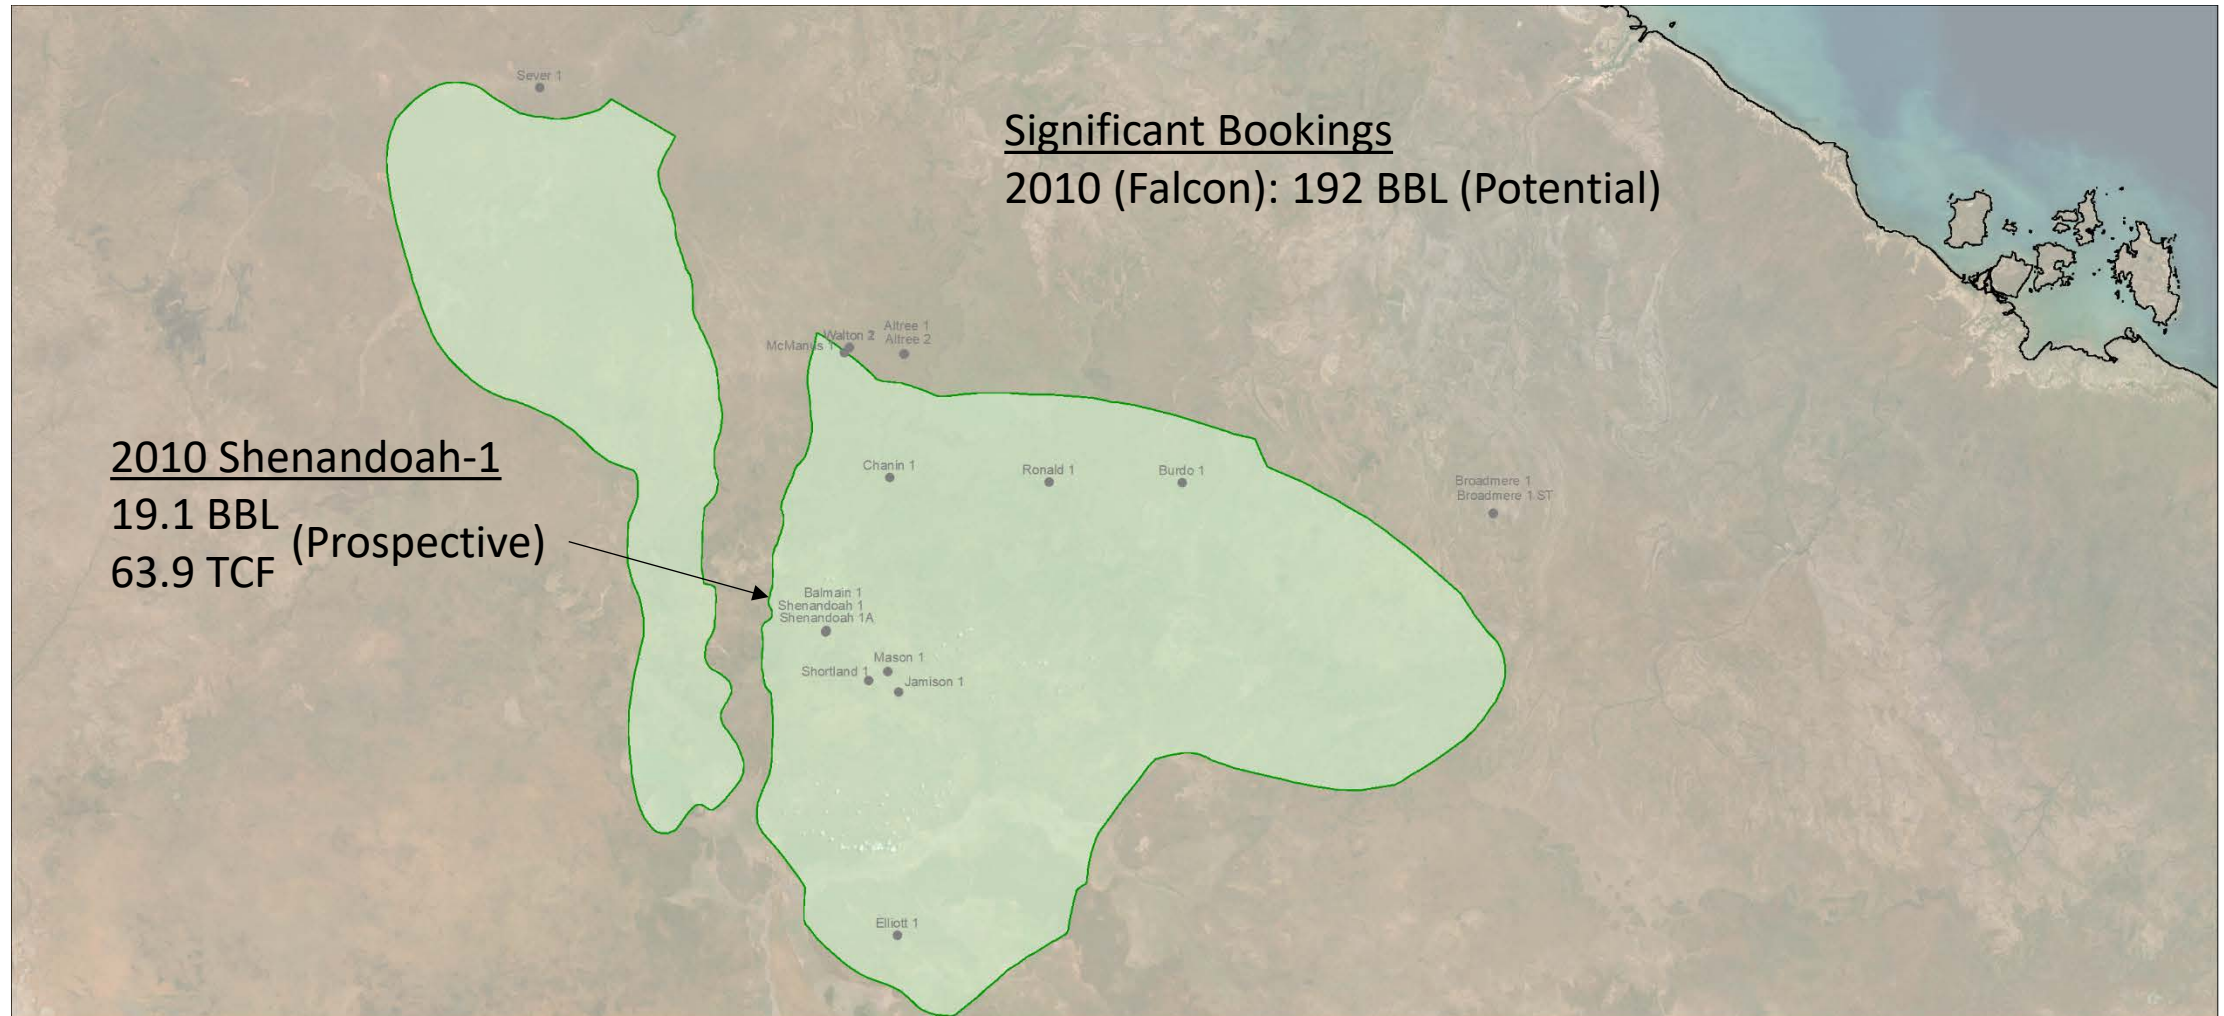 Sever 1
Significant Bookings
2010 (Falcon): 192 BBL (Potential)
Altree 1
Walton 2
Altree 2
McManus 1
2010 Shenandoah-1
19.1 BBL
(Prospective)
63.9 TCF
Chanin 1
Ronald 1
Burdo 1
Broadmere 1
Broadmere 1 ST
Balmain 1
Shenandoah 1
Shenandoah 1A
Mason 1
Shortland 1
Jamison 1
Elliott 1